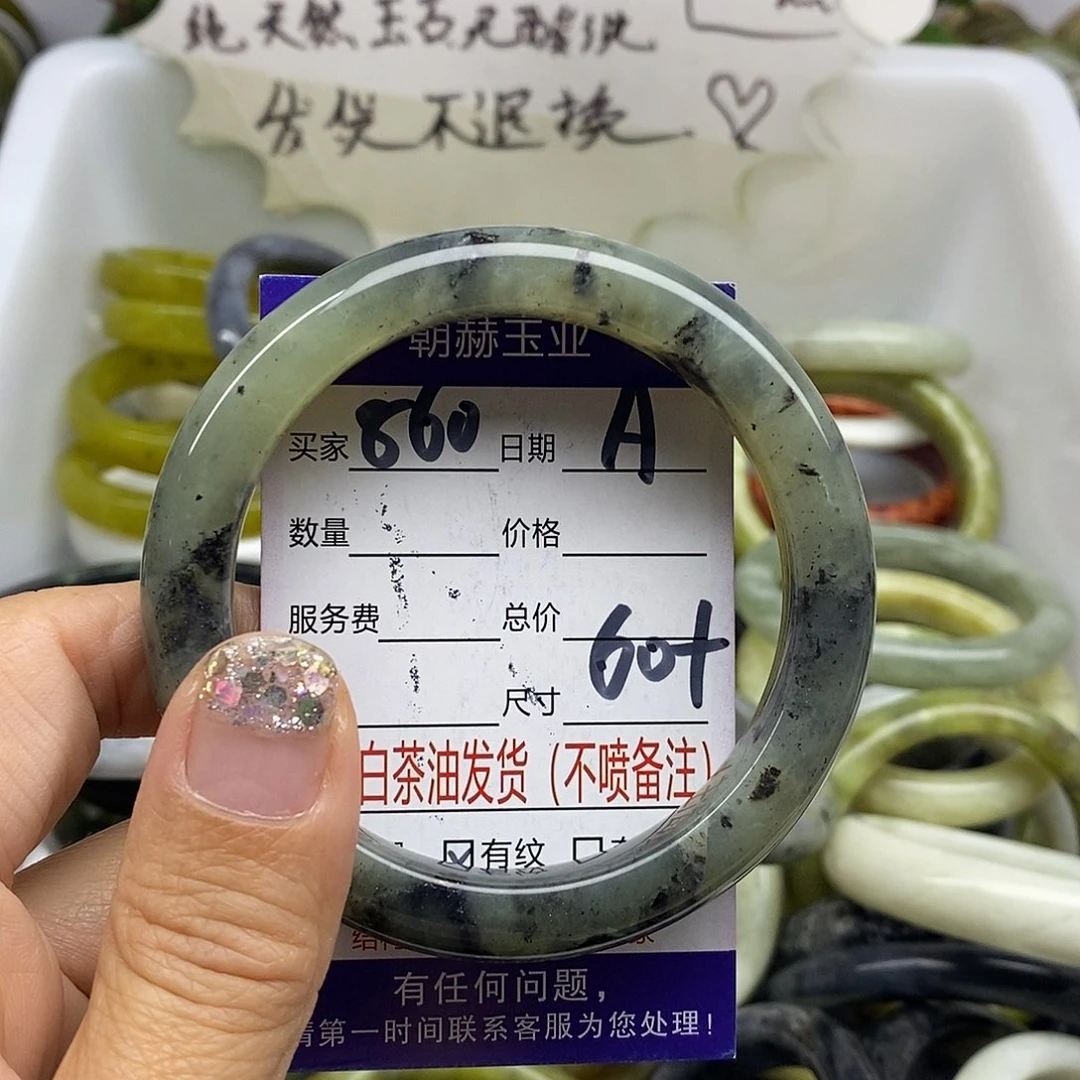 纯天然玉石无酸洗
发货不退换
朝赫玉业
买家 860 日期 A
数量 价格
服务费 总价
尺寸 60+
白茶油发货（不喷备注）
☑有纹 □
有任何问题，
请第一时间联系客服为您处理！